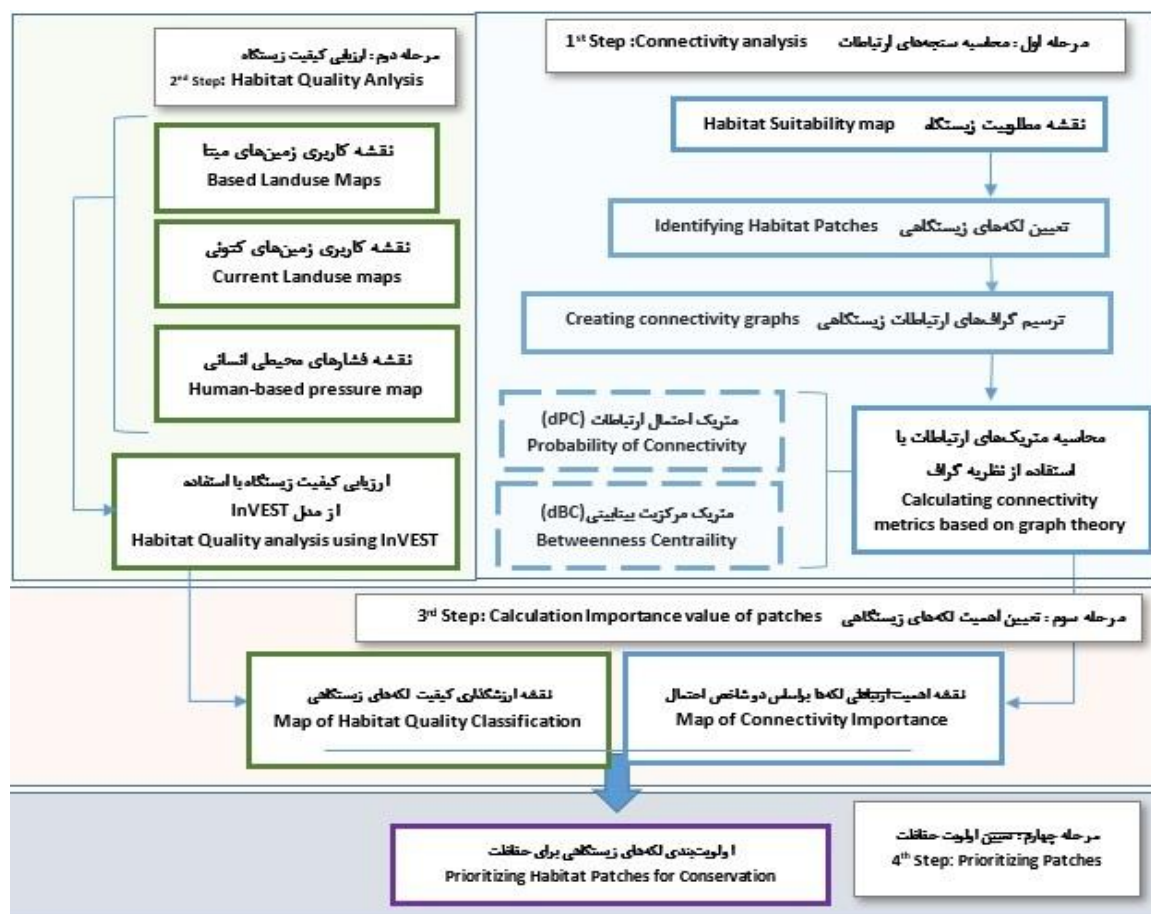 مرحله اول : محاسبه سنجه‌های ارتباطات 1st Step :Connectivity analysis
نقشه مطلوبیت زیستگاه Habitat Suitability map
تعیین لکه‌های زیستگاهی Identifying Habitat Patches
ترسیم گراف‌های ارتباطات زیستگاهی Creating connectivity graphs
محاسبه متریک‌های ارتباطات با
استفاده از نظریه گراف
Calculating connectivity
metrics based on graph theory
متریک احتمال ارتباطات (dPC)
Probability of Connectivity
متریک مرکزیت بیتابینی (dBC)
Betweenness Centraility
مرحله دوم : ارزیابی کیفیت زیستگاه
2nd Step: Habitat Quality Anlysis
نقشه کاربری زمین‌های مبنا
Based Landuse Maps
نقشه کاربری زمین‌های کنونی
Current Landuse maps
نقشه فشارهای محیطی انسانی
Human-based pressure map
ارزیابی کیفیت زیستگاه با استفاده
از مدل InVEST
Habitat Quality analysis using InVEST
مرحله سوم : تعیین اهمیت لکه‌های زیستگاهی 3rd Step: Calculation Importance value of patches
نقشه اهمیت ارتباطی لکه‌ها براساس دو شاخص احتمال
Map of Connectivity Importance
نقشه ارزشگذاری کیفیت لکه‌های زیستگاهی
Map of Habitat Quality Classification
مرحله چهارم : تعیین اولویت حفاظت
4th Step: Prioritizing Patches
اولویت‌بندی لکه‌های زیستگاهی برای حفاظت
Prioritizing Habitat Patches for Conservation